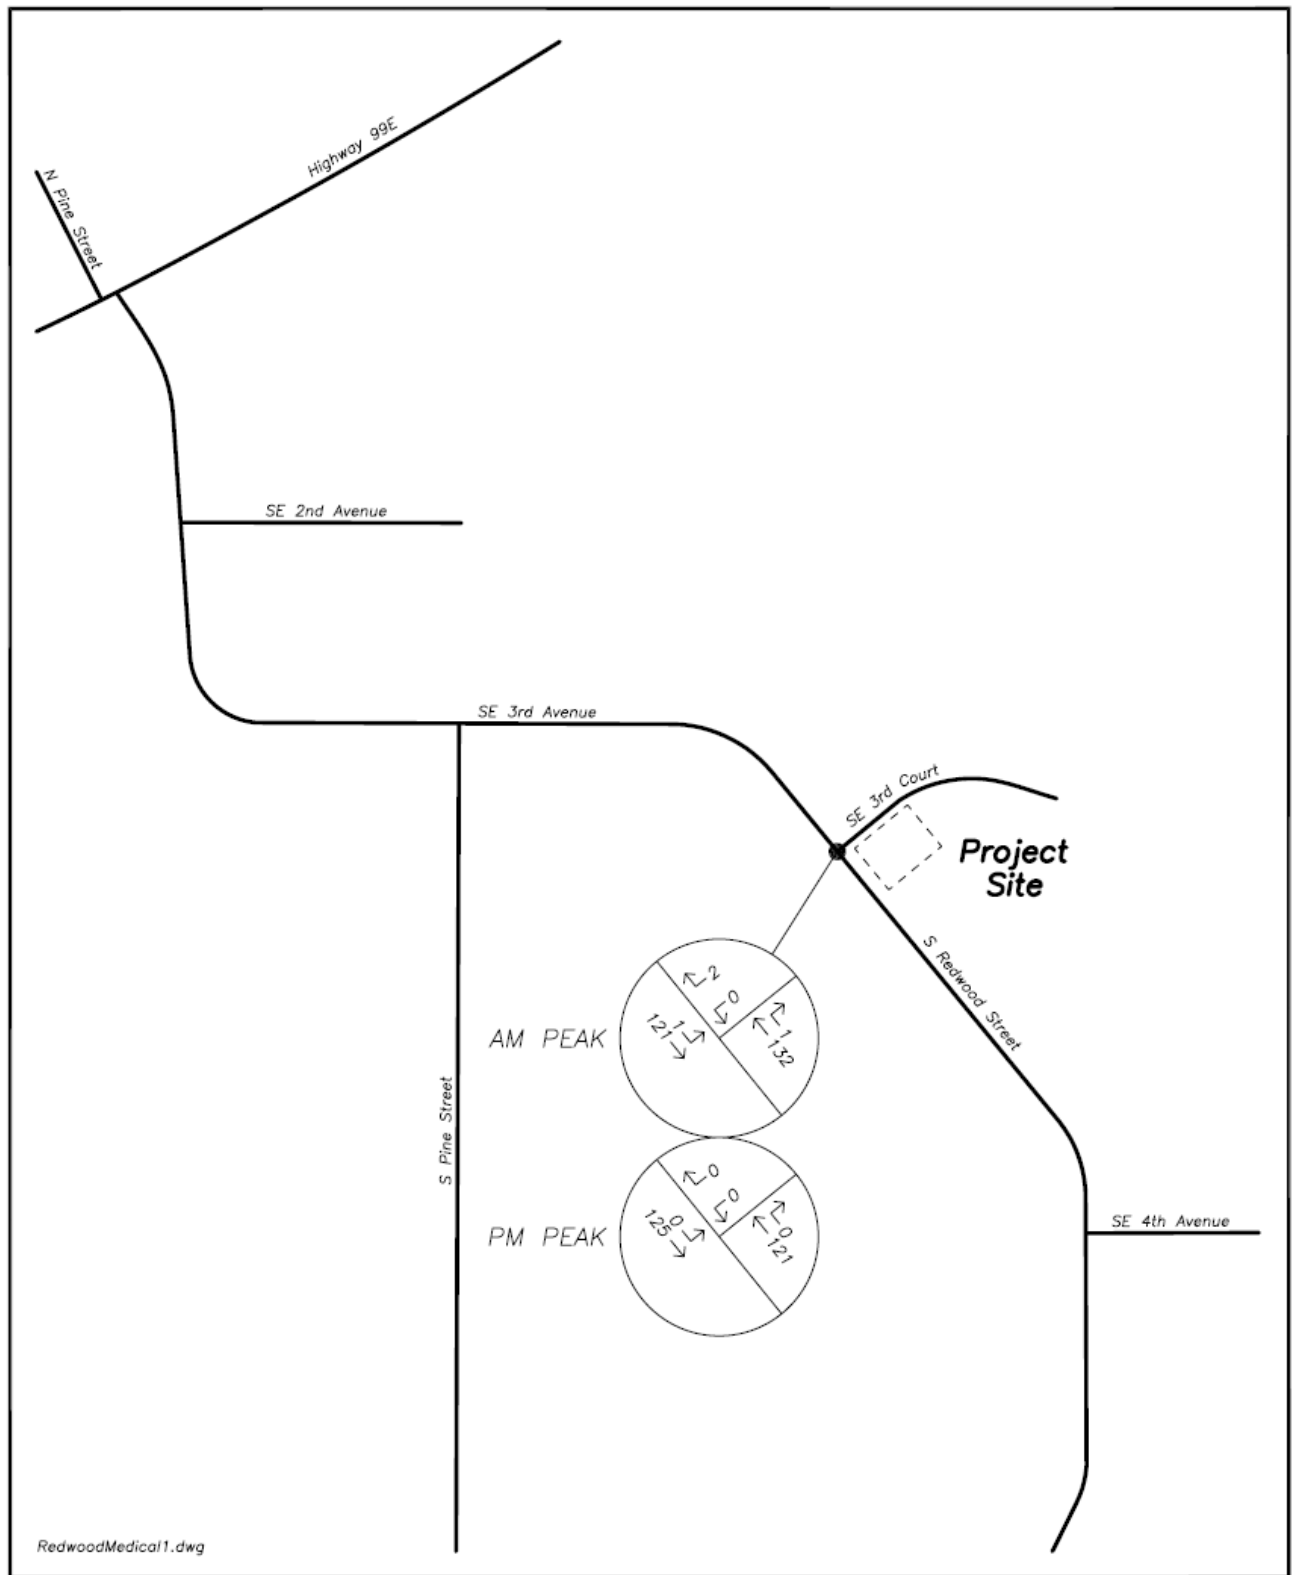 Highway 99E
N Pine Street
SE 2nd Avenue
SE 3rd Avenue
SE 3rd Court
Project
Site
S Redwood Street
2
0
1
121
1
132
AM PEAK
S Pine Street
0
0
0
125
0
121
PM PEAK
SE 4th Avenue
RedwoodMedical1.dwg